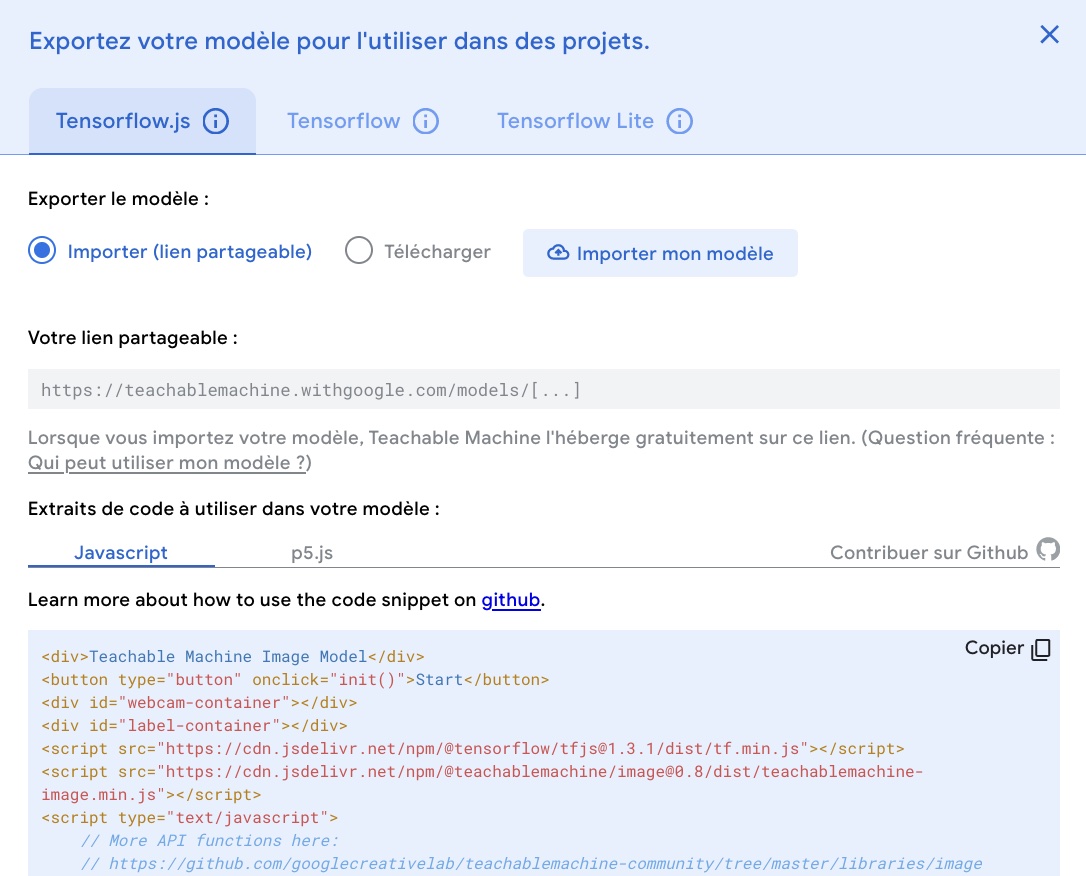 Exportez votre modèle pour l'utiliser dans des projets.
Tensorflow.js Tensorflow Tensorflow Lite
Exporter le modèle :
Importer (lien partageable) Télécharger Importer mon modèle
Votre lien partageable :
https://teachablemachine.withgoogle.com/models/[...]
Lorsque vous importez votre modèle, Teachable Machine l'héberge gratuitement sur ce lien. (Question fréquente :
Qui peut utiliser mon modèle ?)
Extraits de code à utiliser dans votre modèle :
Javascript p5.js Contribuer sur Github
Learn more about how to use the code snippet on github.
Copier
<div>Teachable Machine Image Model</div>
<button type="button" onclick="init()">Start</button>
<div id="webcam-container"></div>
<div id="label-container"></div>
<script src="https://cdn.jsdelivr.net/npm/@tensorflow/tfjs@1.3.1/dist/tf.min.js"></script>
<script src="https://cdn.jsdelivr.net/npm/@teachablemachine/image@0.8/dist/teachablemachine-
image.min.js"></script>
<script type="text/javascript">
// More API functions here:
// https://github.com/googlecreativelab/teachablemachine-community/tree/master/libraries/image